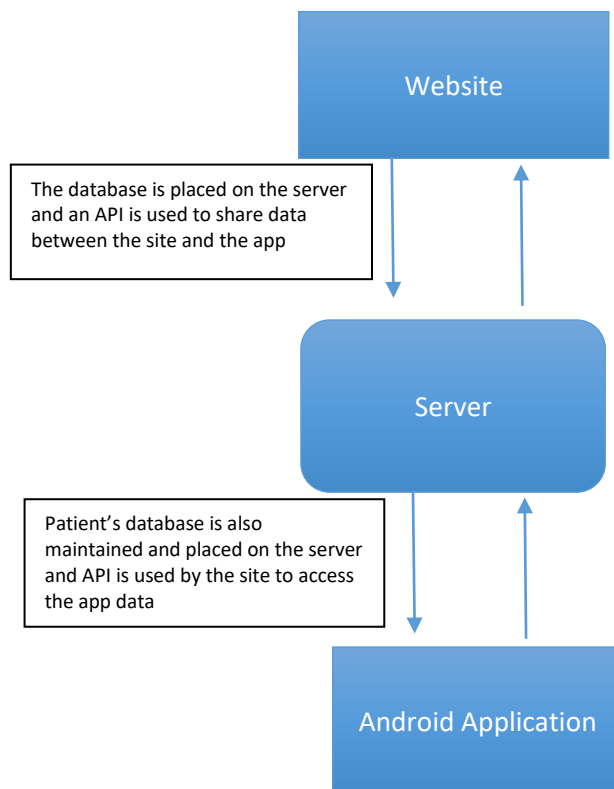 Website
The database is placed on the server
and an API is used to share data
between the site and the app
Server
Patient’s database is also
maintained and placed on the server
and API is used by the site to access
the app data
Android Application